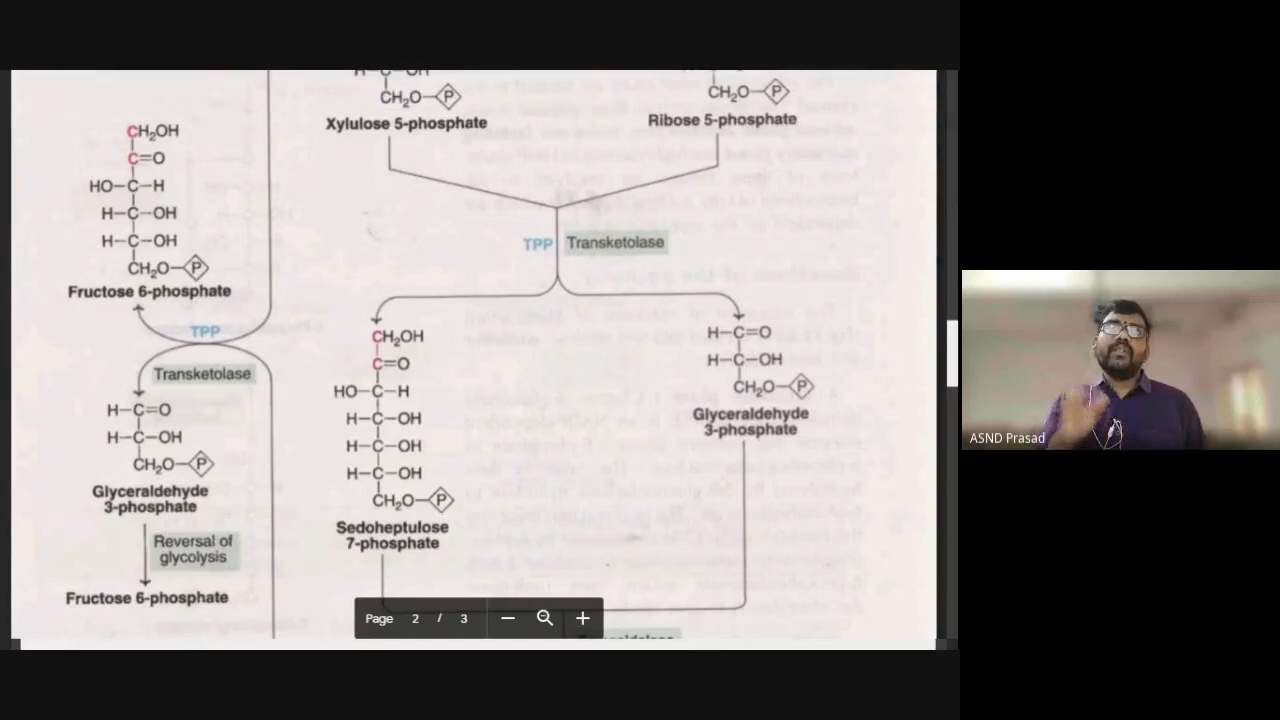 H–C–OH
CH₂O–P
Xylulose 5-phosphate
CH₂O–P
Ribose 5-phosphate
CH₂OH
C=O
HO–C–H
H–C–OH
H–C–OH
CH₂O–P
Fructose 6-phosphate
TPP
Transketolase
H–C=O
H–C–OH
CH₂O–P
Glyceraldehyde
3-phosphate
Reversal of
glycolysis
Fructose 6-phosphate
TPP Transketolase
CH₂OH
C=O
HO–C–H
H–C–OH
H–C–OH
H–C–OH
CH₂O–P
Sedoheptulose
7-phosphate
H–C=O
H–C–OH
CH₂O–P
Glyceraldehyde
3-phosphate
Page 2 / 3
ASND Prasad